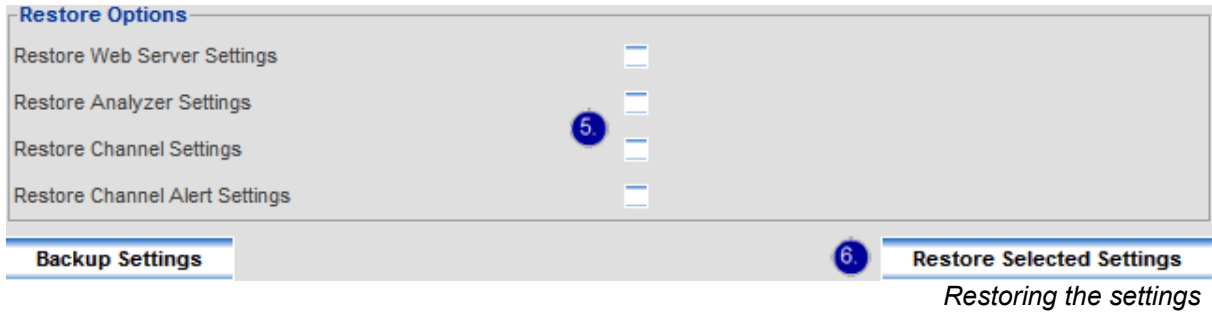 Restore Options
Restore Web Server Settings
Restore Analyzer Settings
5.
Restore Channel Settings
Restore Channel Alert Settings
Backup Settings 6. Restore Selected Settings
Restoring the settings